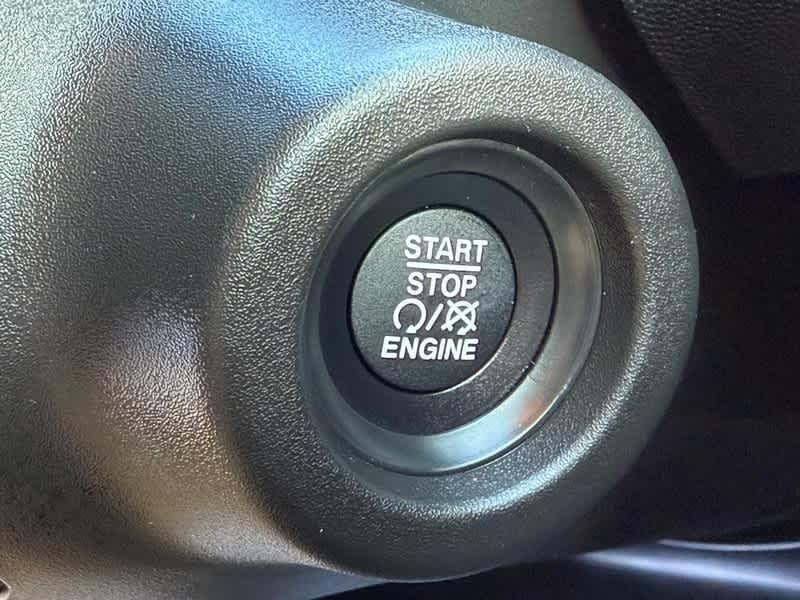 START
STOP
/
ENGINE